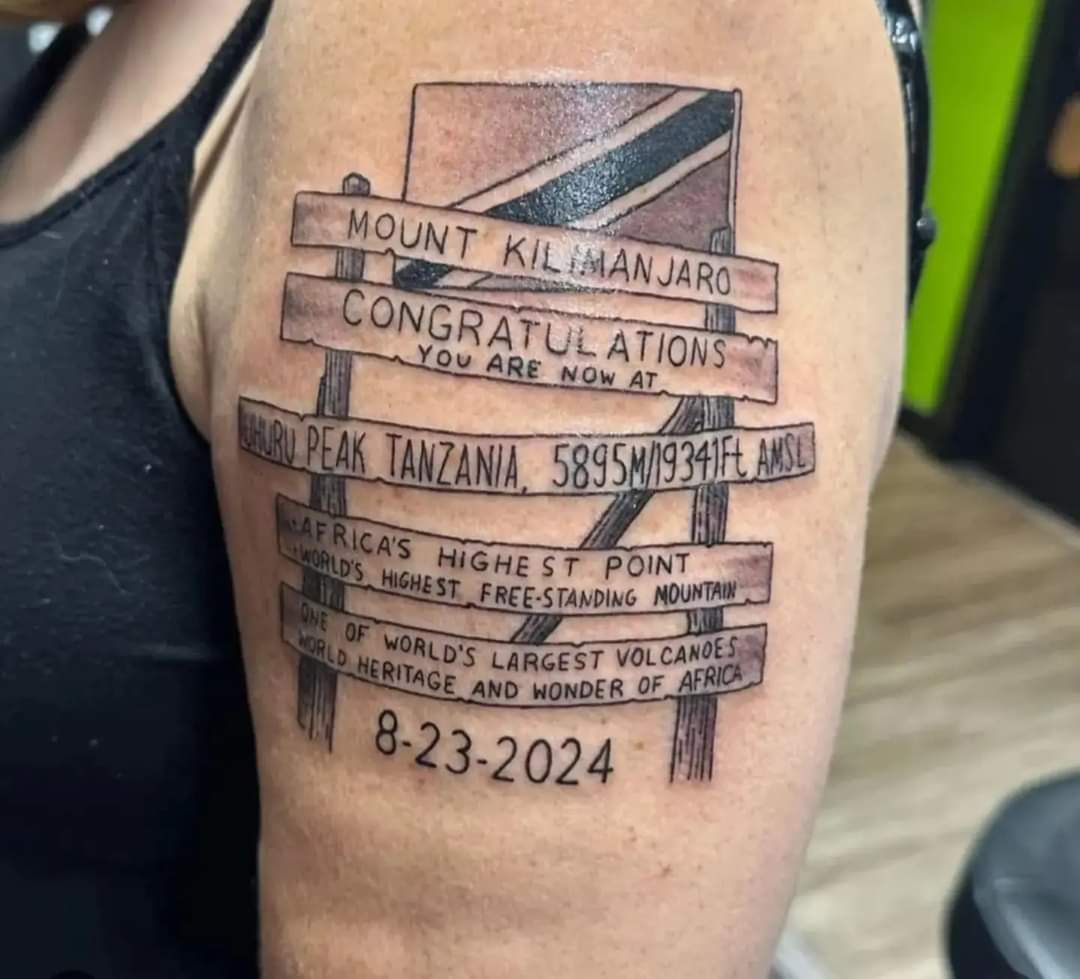 MOUNT KILIMANJARO
CONGRATULATIONS
YOU ARE NOW AT
UHURU PEAK TANZANIA, 5895M/19341Ft AMSL
AFRICA'S HIGHEST POINT
WORLD'S HIGHEST FREE-STANDING MOUNTAIN
ONE OF WORLD'S LARGEST VOLCANOES
WORLD HERITAGE AND WONDER OF AFRICA
8-23-2024